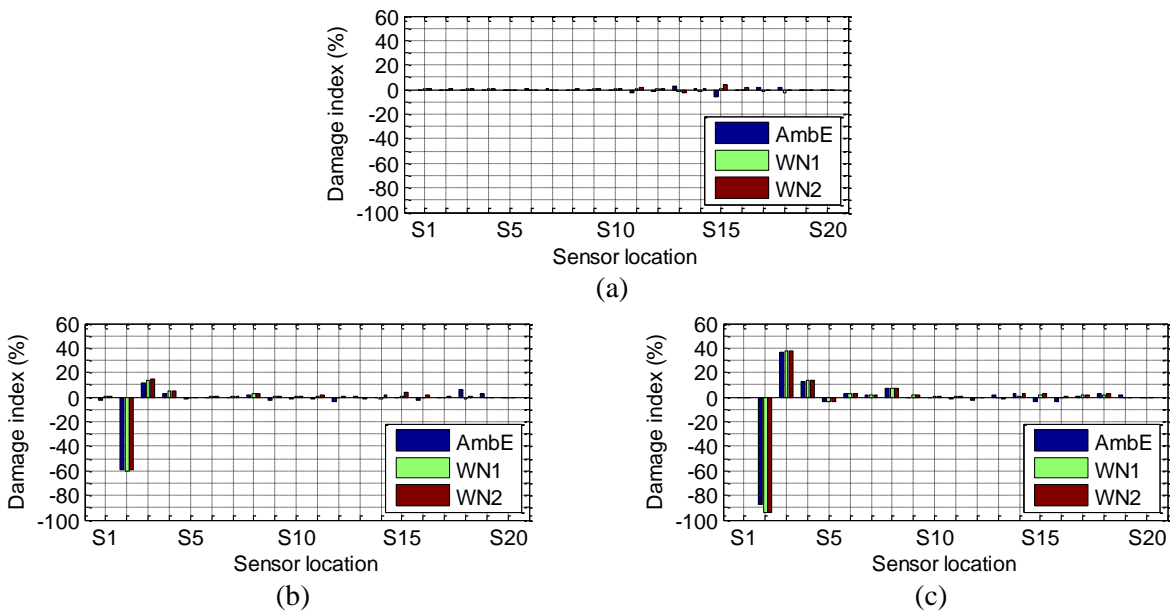 60
40
20
0
-20
-40
-60
-80
-100
Damage index (%)
AmbE
WN1
WN2
S1 S5 S10 S15 S20
Sensor location
(a)
60
40
20
0
-20
-40
-60
-80
-100
Damage index (%)
AmbE
WN1
WN2
S1 S5 S10 S15 S20
Sensor location
(b)
60
40
20
0
-20
-40
-60
-80
-100
Damage index (%)
AmbE
WN1
WN2
S1 S5 S10 S15 S20
Sensor location
(c)